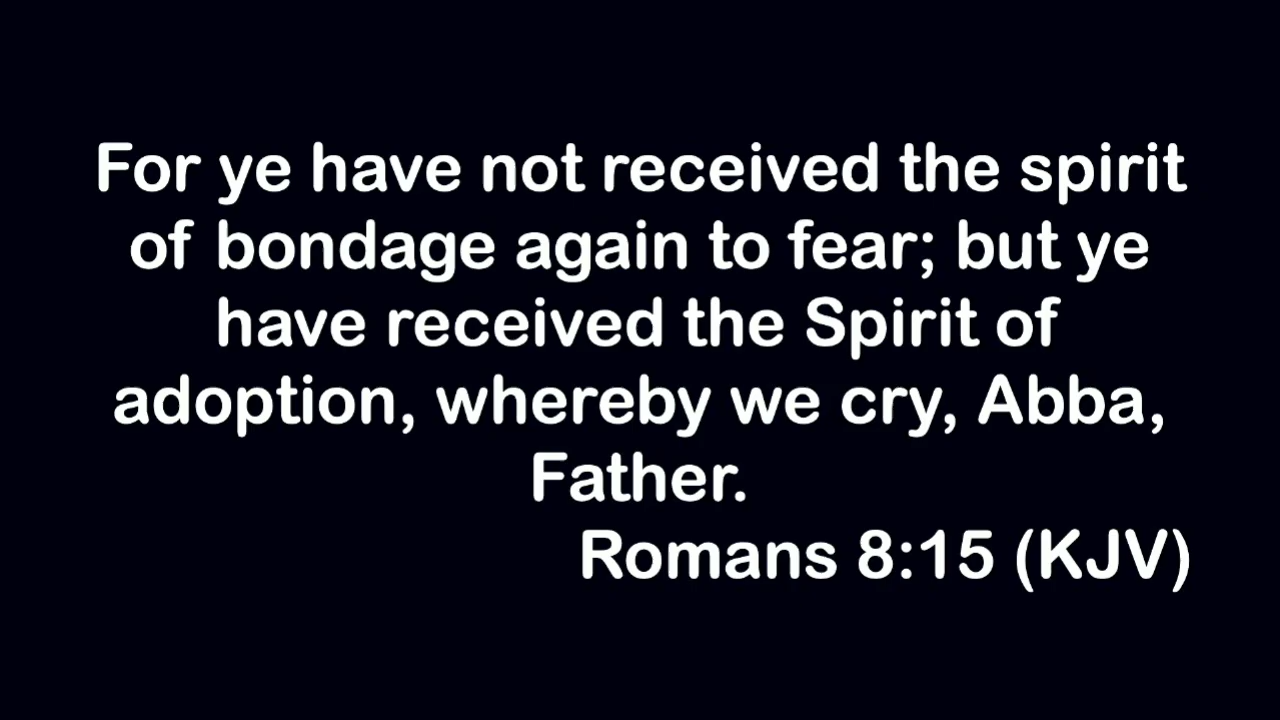 For ye have not received the spirit
of bondage again to fear; but ye
have received the Spirit of
adoption, whereby we cry, Abba,
Father.
Romans 8:15 (KJV)